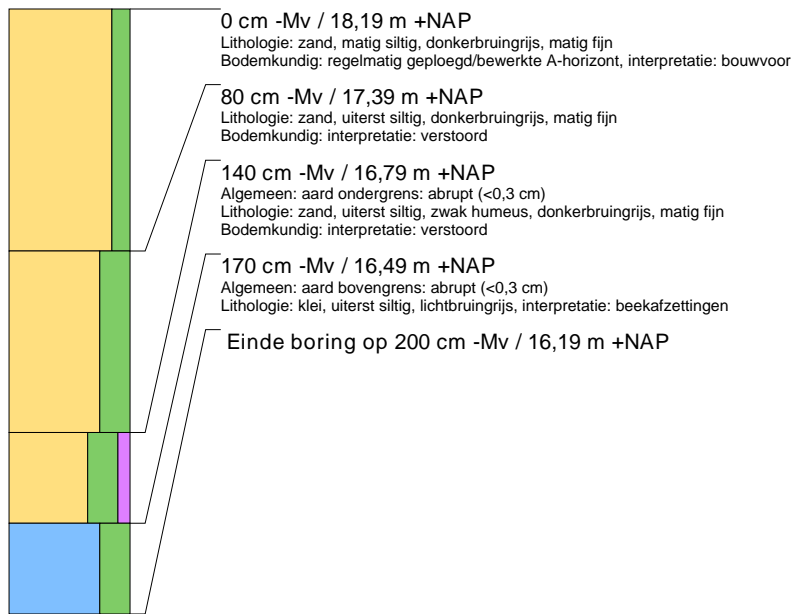 0 cm -Mv / 18,19 m +NAP
Lithologie: zand, matig siltig, donkerbruingrijs, matig fijn
Bodemkundig: regelmatig geploegd/bewerkte A-horizont, interpretatie: bouwvoor
80 cm -Mv / 17,39 m +NAP
Lithologie: zand, uiterst siltig, donkerbruingrijs, matig fijn
Bodemkundig: interpretatie: verstoord
140 cm -Mv / 16,79 m +NAP
Algemeen: aard ondergrens: abrupt (<0,3 cm)
Lithologie: zand, uiterst siltig, zwak humeus, donkerbruingrijs, matig fijn
Bodemkundig: interpretatie: verstoord
170 cm -Mv / 16,49 m +NAP
Algemeen: aard bovengrens: abrupt (<0,3 cm)
Lithologie: klei, uiterst siltig, lichtbruingrijs, interpretatie: beekafzettingen
Einde boring op 200 cm -Mv / 16,19 m +NAP